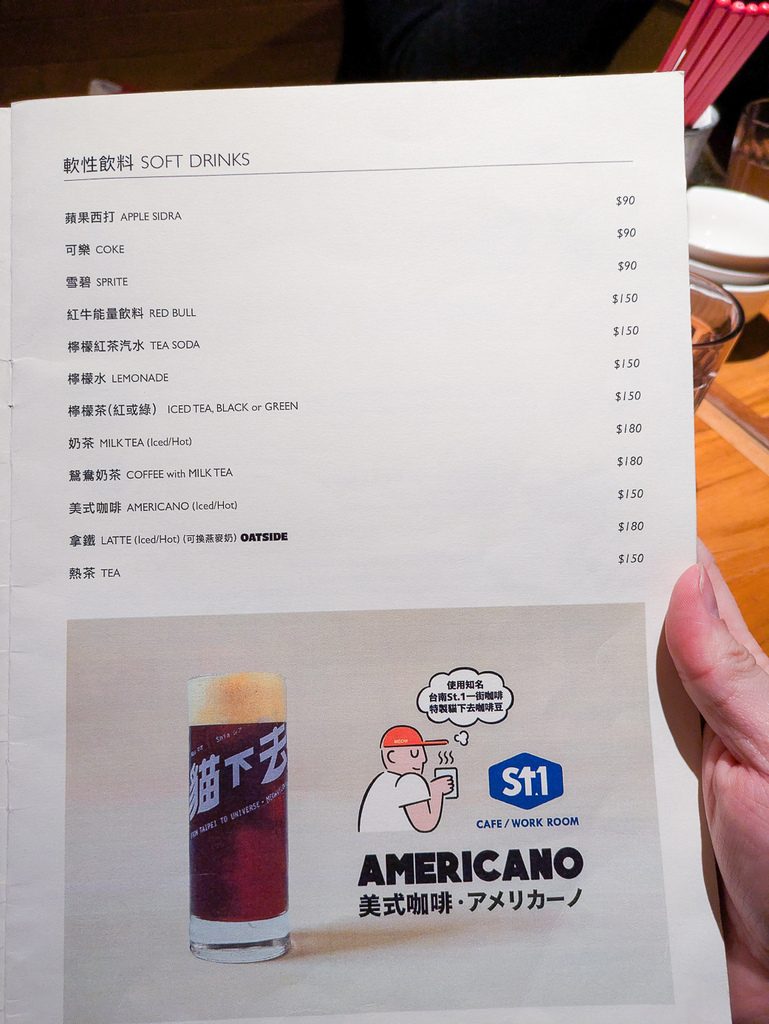 軟性飲料 SOFT DRINKS
蘋果西打 APPLE SIDRA $90
可樂 COKE $90
雪碧 SPRITE $90
紅牛能量飲料 RED BULL $150
檸檬紅茶汽水 TEA SODA $150
檸檬水 LEMONADE $150
檸檬茶(紅或綠) ICED TEA, BLACK or GREEN $150
奶茶 MILK TEA (Iced/Hot) $180
鴛鴦奶茶 COFFEE with MILK TEA $180
美式咖啡 AMERICANO (Iced/Hot) $150
拿鐵 LATTE (Iced/Hot) (可換燕麥奶) OATSIDE $180
熱茶 TEA $150
使用知名
台南St.1一街咖啡
特製貓下去咖啡豆
貓下去
FROM TAIPEI TO UNIVERSE
St.1
CAFE / WORK ROOM
AMERICANO
美式咖啡・アメリカーノ